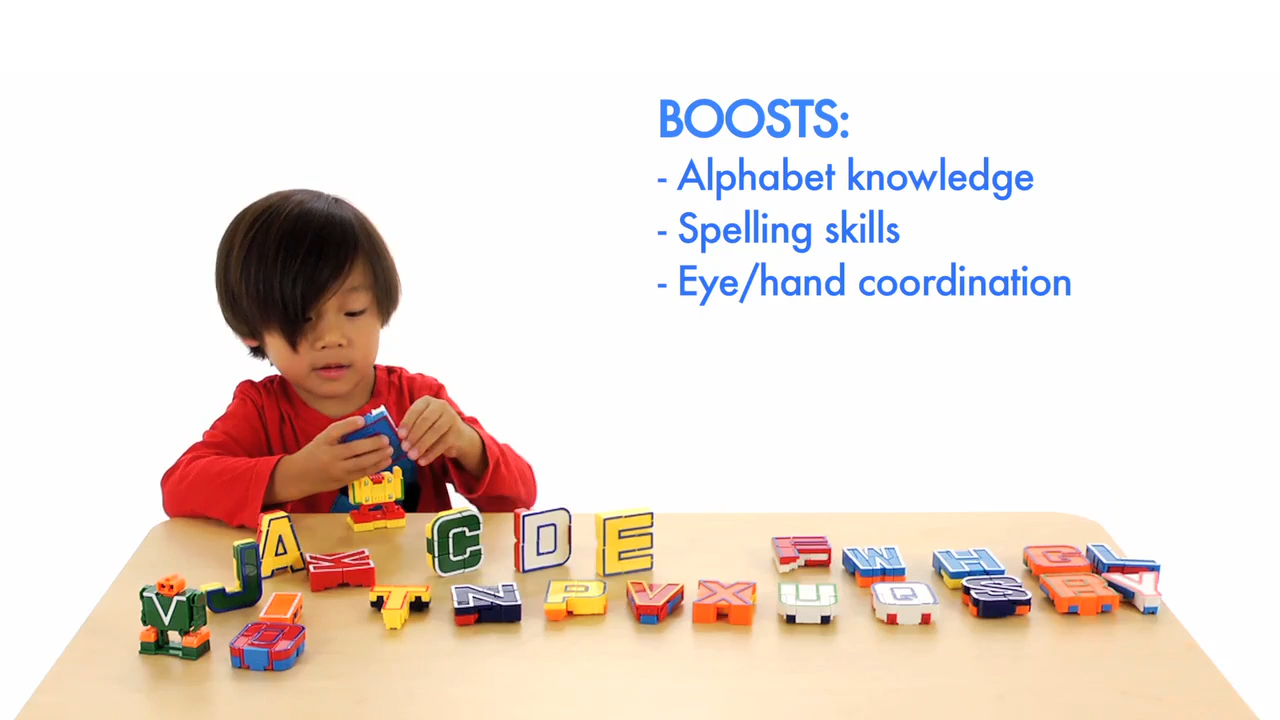 BOOSTS:
- Alphabet knowledge
- Spelling skills
- Eye/hand coordination
A C D E
J K F W H G L
V T N P V X U Q S R Y